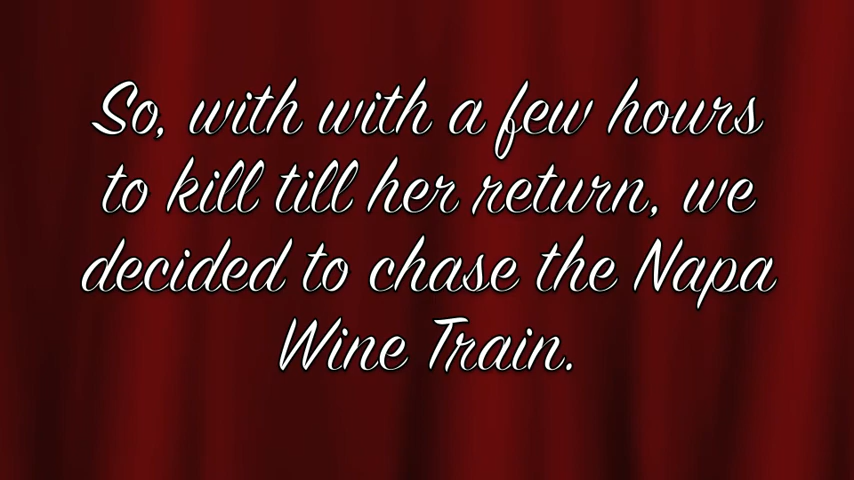 So, with with a few hours
to kill till her return, we
decided to chase the Napa
Wine Train.